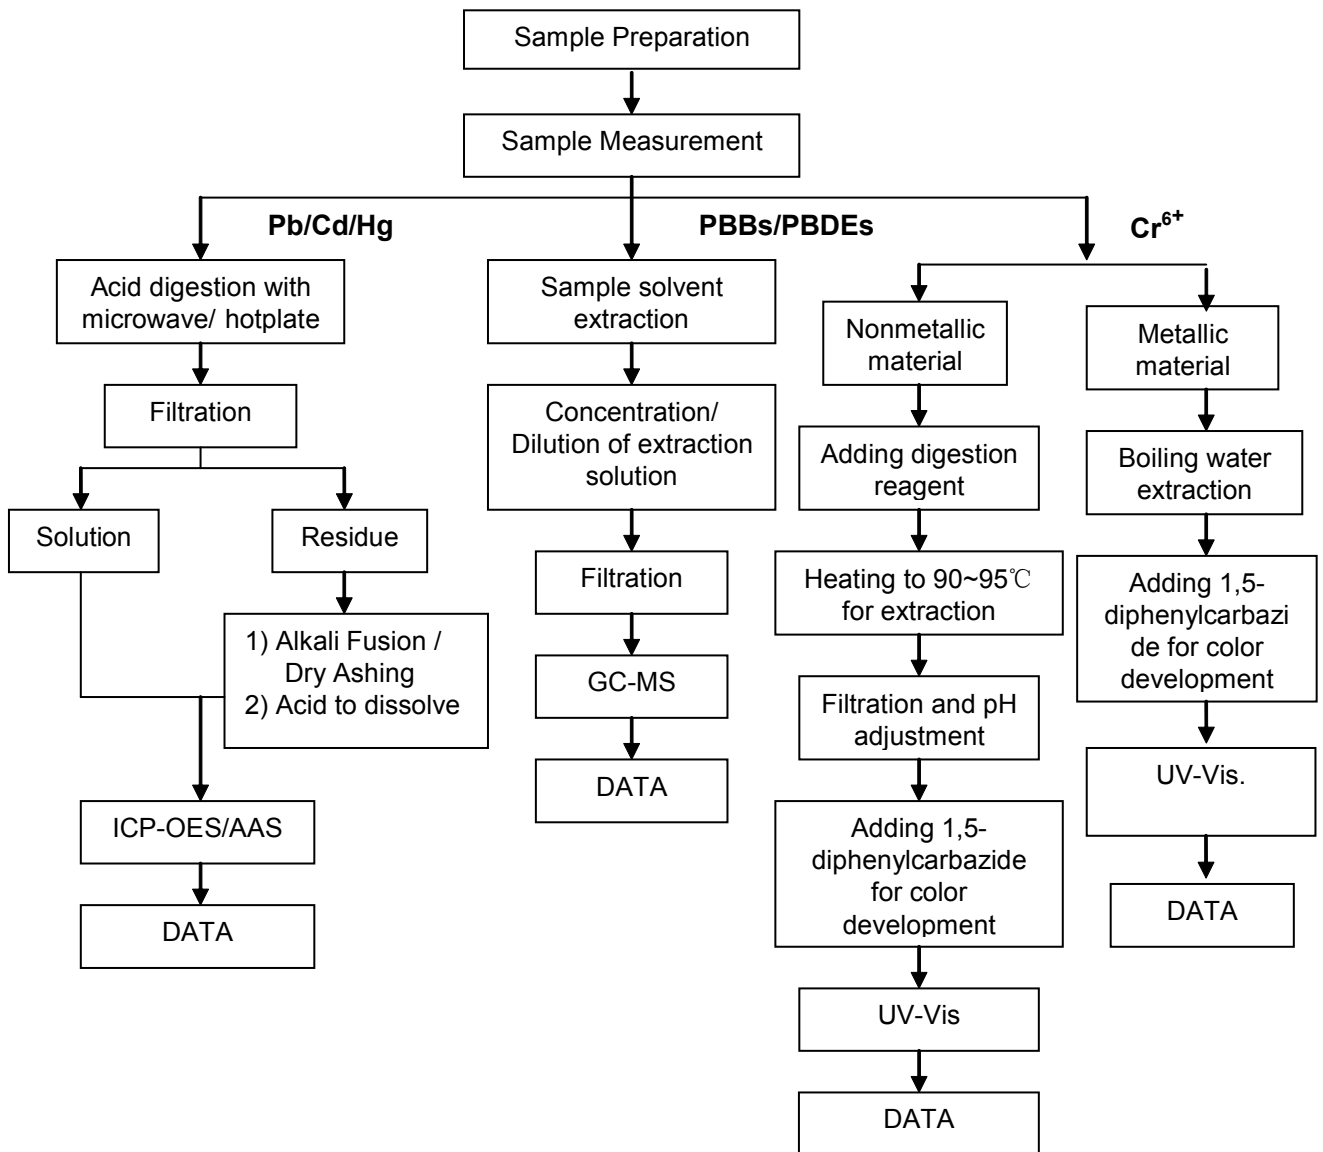 Sample Preparation
Sample Measurement
Pb/Cd/Hg
PBBs/PBDEs
Cr⁶⁺
Acid digestion with
microwave/ hotplate
Filtration
Solution
Residue
1) Alkali Fusion /
Dry Ashing
2) Acid to dissolve
ICP-OES/AAS
DATA
Sample solvent
extraction
Concentration/
Dilution of extraction
solution
Filtration
GC-MS
DATA
Nonmetallic
material
Adding digestion
reagent
Heating to 90~95℃
for extraction
Filtration and pH
adjustment
Adding 1,5-
diphenylcarbazide
for color
development
UV-Vis
DATA
Metallic
material
Boiling water
extraction
Adding 1,5-
diphenylcarbazi
de for color
development
UV-Vis.
DATA